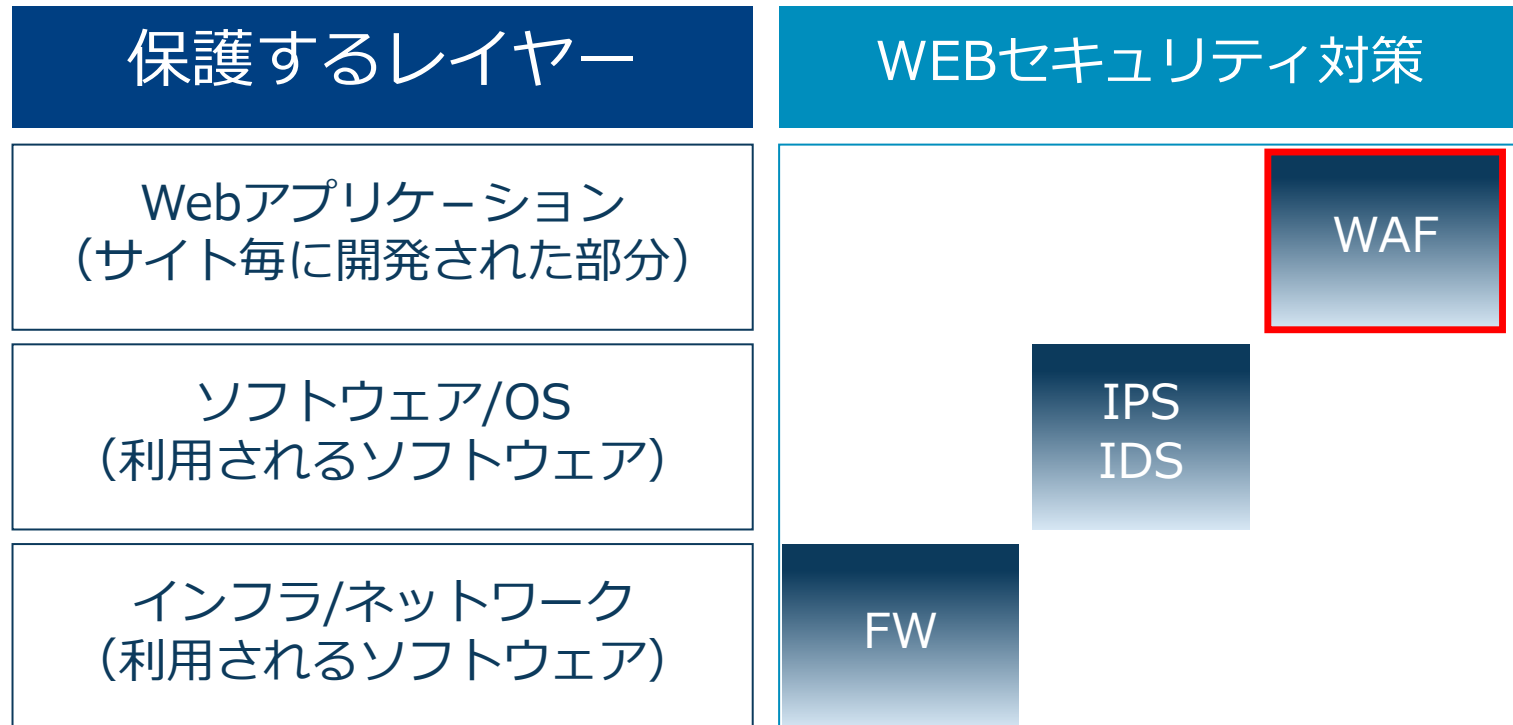 保護するレイヤー
WEBセキュリティ対策
Webアプリケーション
（サイト毎に開発された部分）
WAF
ソフトウェア/OS
（利用されるソフトウェア）
IPS
IDS
インフラ/ネットワーク
（利用されるソフトウェア）
FW